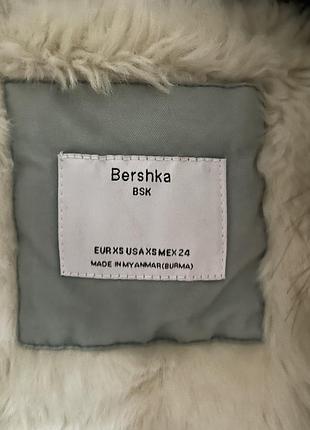 Bershka
BSK
EUR XS USA XS MEX 24
MADE IN MYANMAR (BURMA)